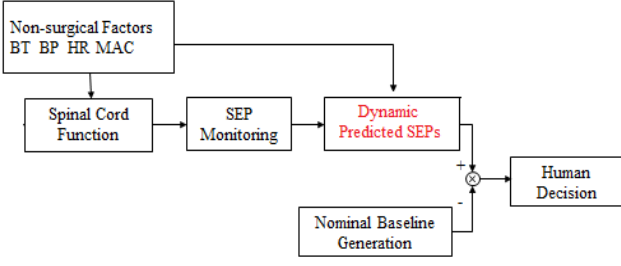 Non-surgical Factors
BT BP HR MAC
Spinal Cord
Function
SEP
Monitoring
Dynamic
Predicted SEPs
+
-
Human
Decision
Nominal Baseline
Generation